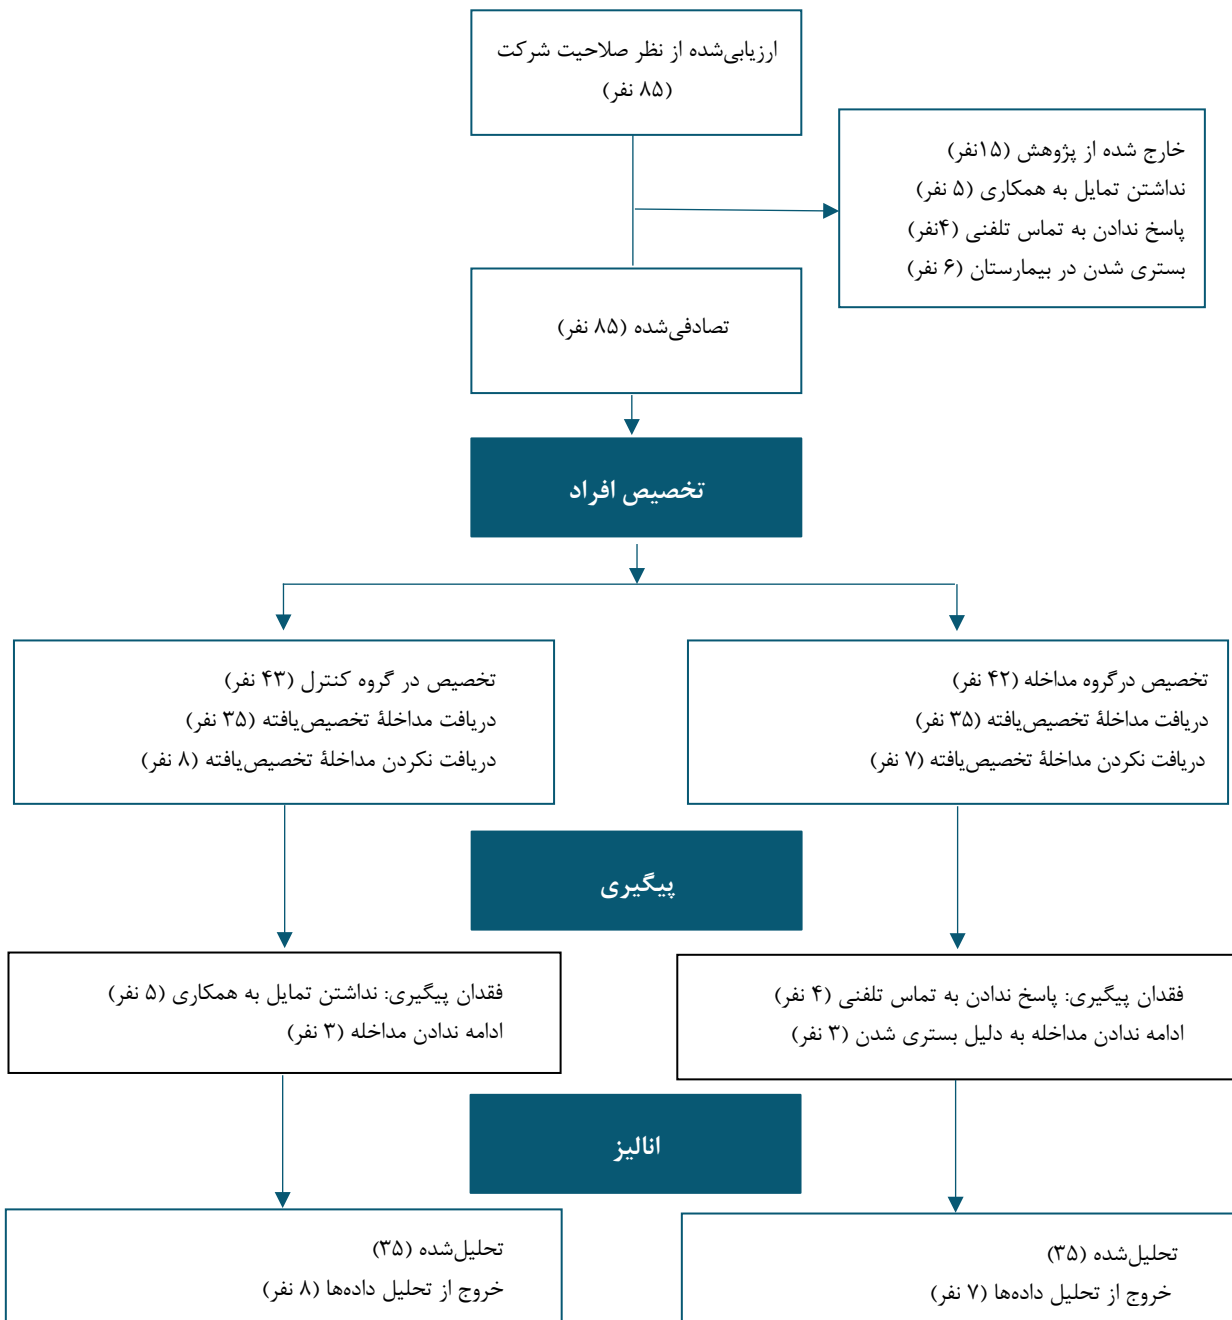 ارزیابی‌شده از نظر صلاحیت شرکت
(۸۵ نفر)
خارج شده از پژوهش (۱۵نفر)
نداشتن تمایل به همکاری (۵ نفر)
پاسخ ندادن به تماس تلفنی (۴نفر)
بستری شدن در بیمارستان (۶ نفر)
تصادفی‌شده (۸۵ نفر)
تخصیص افراد
تخصیص درگروه مداخله (۴۲ نفر)
دریافت مداخلهٔ تخصیص‌یافته (۳۵ نفر)
دریافت نکردن مداخلهٔ تخصیص‌یافته (۷ نفر)
تخصیص در گروه کنترل (۴۳ نفر)
دریافت مداخلهٔ تخصیص‌یافته (۳۵ نفر)
دریافت نکردن مداخلهٔ تخصیص‌یافته (۸ نفر)
پیگیری
فقدان پیگیری: پاسخ ندادن به تماس تلفنی (۴ نفر)
ادامه ندادن مداخله به دلیل بستری شدن (۳ نفر)
فقدان پیگیری: نداشتن تمایل به همکاری (۵ نفر)
ادامه ندادن مداخله (۳ نفر)
انالیز
تحلیل‌شده (۳۵)
خروج از تحلیل داده‌ها (۷ نفر)
تحلیل‌شده (۳۵)
خروج از تحلیل داده‌ها (۸ نفر)